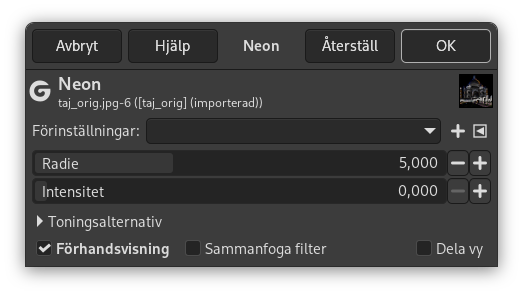 Avbryt Hjälp Neon Återställ OK
Neon
taj_orig.jpg-6 ([taj_orig] (importerad))
Förinställningar:
Radie 5,000
Intensitet 0,000
Toningsalternativ
Förhandsvisning Sammanfoga filter Dela vy